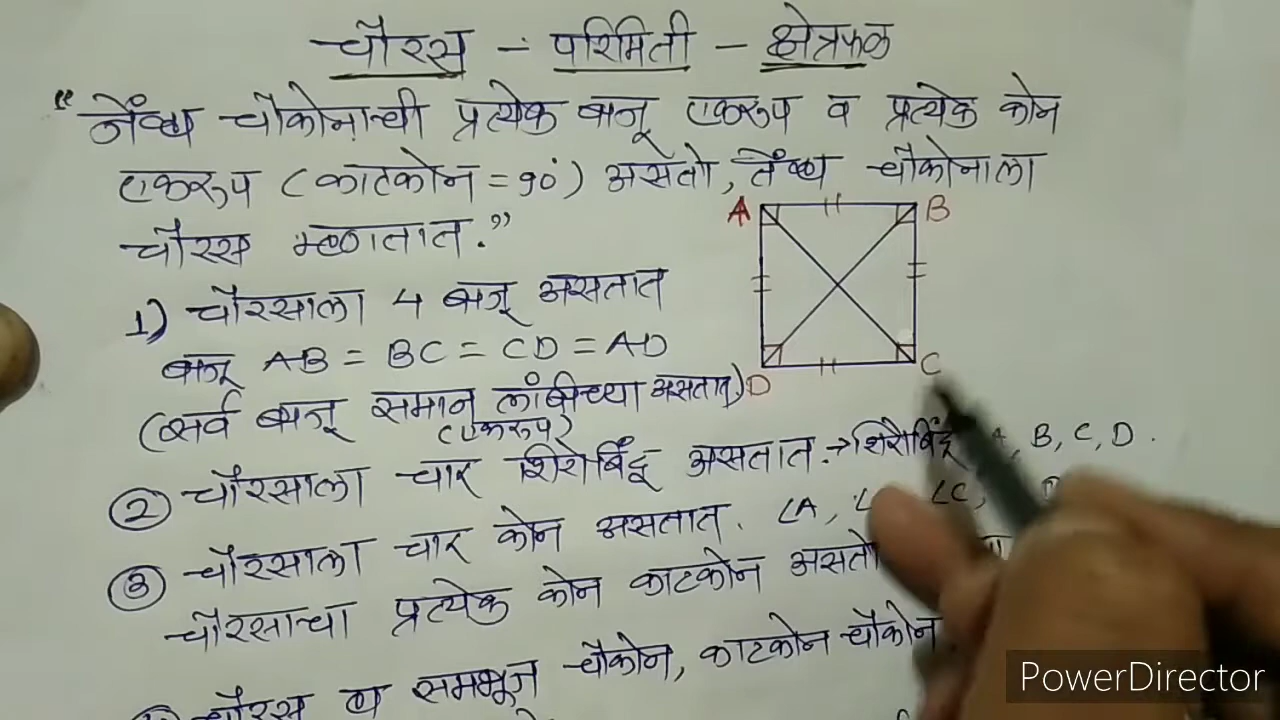 चौरस - परिमिती - क्षेत्रफळ
"ज्या चौकोनाची प्रत्येक बाजू एकरूप व प्रत्येक कोन
एकरूप (काटकोन = 90°) असतो, त्या चौकोनाला
चौरस म्हणतात."
A B
1) चौरसाला 4 बाजू असतात
बाजू AB = BC = CD = AD
D C
(सर्व बाजू समान लांबीच्या असतात)
(एकरूप)
② चौरसाला चार शिरोबिंदू असतात. → शिरोबिंदू A, B, C, D.
③ चौरसाला चार कोन असतात. ∠A, ∠C,
चौरसाचा प्रत्येक कोन काटकोन असतो
चौरस व समभुज चौकोन, काटकोन चौकोन
PowerDirector